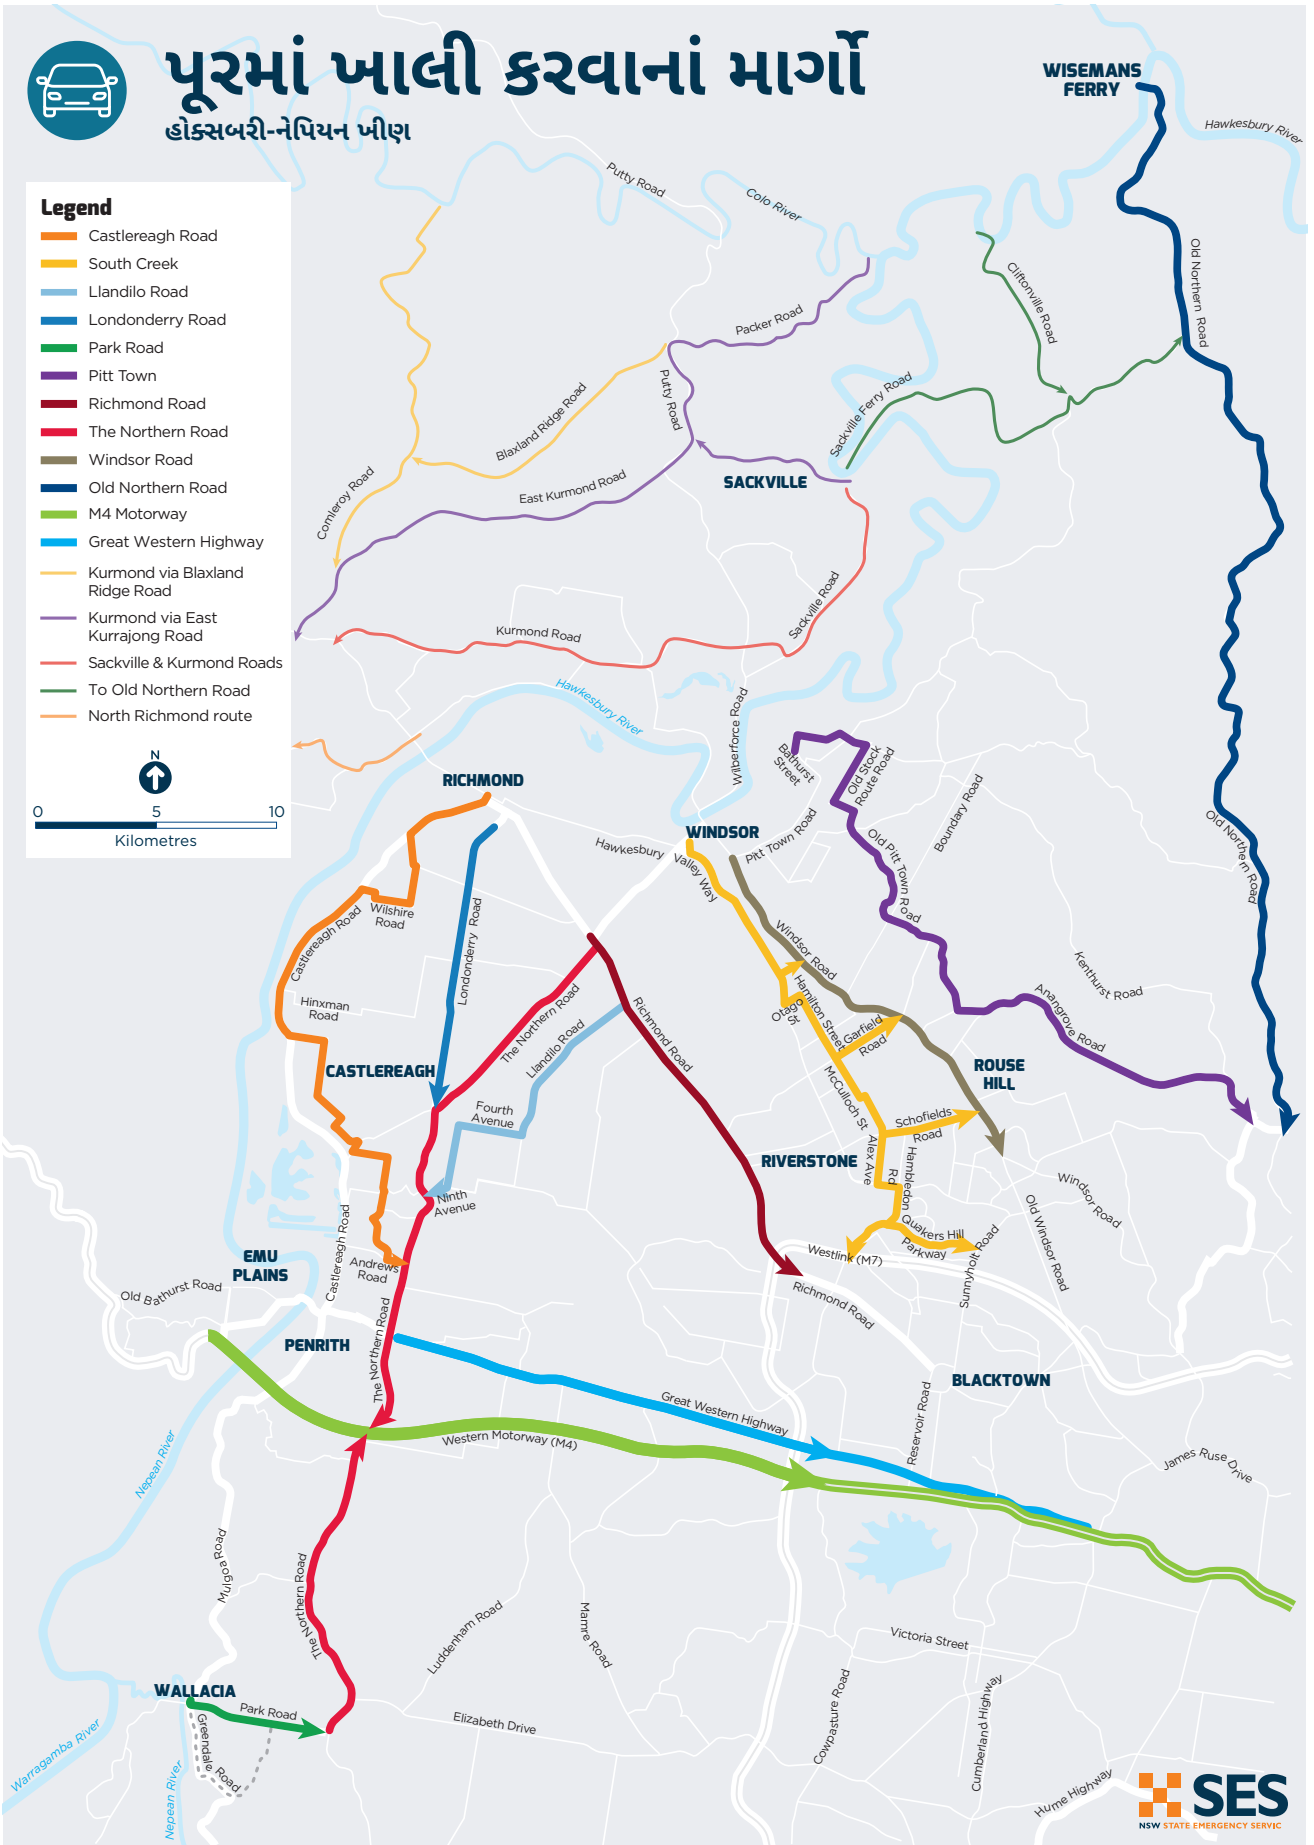 પૂરમાં ખાલી કરવાનાં માર્ગો
હોક્સબરી-નેપિયન ખીણ
Legend
Castlereagh Road
South Creek
Llandilo Road
Londonderry Road
Park Road
Pitt Town
Richmond Road
The Northern Road
Windsor Road
Old Northern Road
M4 Motorway
Great Western Highway
Kurmond via Blaxland
Ridge Road
Kurmond via East
Kurrajong Road
Sackville & Kurmond Roads
To Old Northern Road
North Richmond route
N
0 5 10
Kilometres
WISEMANS
FERRY
Hawkesbury River
Putty Road
Colo River
Old Northern Road
Cliftonville Road
Packer Road
Putty Road
Sackville Ferry Road
Blaxland Ridge Road
Comleroy Road
East Kurmond Road
SACKVILLE
Sackville Road
Kurmond Road
Hawkesbury River
Wilberforce Road
Bathurst
Street
Old Stock
Route Road
Boundary Road
RICHMOND
WINDSOR
Hawkesbury
Valley Way
Pitt Town Road
Old Pitt Town Road
Old Northern Road
Wilshire
Road
Castlereagh Road
Londonderry Road
Windsor Road
Kenthurst Road
Hinxman
Road
The Northern Road
Llandilo Road
Richmond Road
Otago
St
Hamilton Street
Garfield
Road
Anangrove Road
ROUSE
HILL
CASTLEREAGH
Fourth
Avenue
McCulloch St
Schofields
Road
RIVERSTONE
Alex Ave
Hambledon
Rd
Ninth
Avenue
Windsor Road
Old Windsor Road
Quakers Hill
Parkway
Sunnyholt Road
Westlink (M7)
Castlereagh Road
Andrews
Road
EMU
PLAINS
Old Bathurst Road
Richmond Road
PENRITH
The Northern Road
BLACKTOWN
Great Western Highway
Reservoir Road
Western Motorway (M4)
James Ruse Drive
Nepean River
Mulgoa Road
The Northern Road
Luddenham Road
Mamre Road
Victoria Street
WALLACIA
Park Road
Greendale Road
Elizabeth Drive
Cowpasture Road
Cumberland Highway
Warragamba River
Nepean River
Hume Highway
SES
NSW STATE EMERGENCY SERVIC